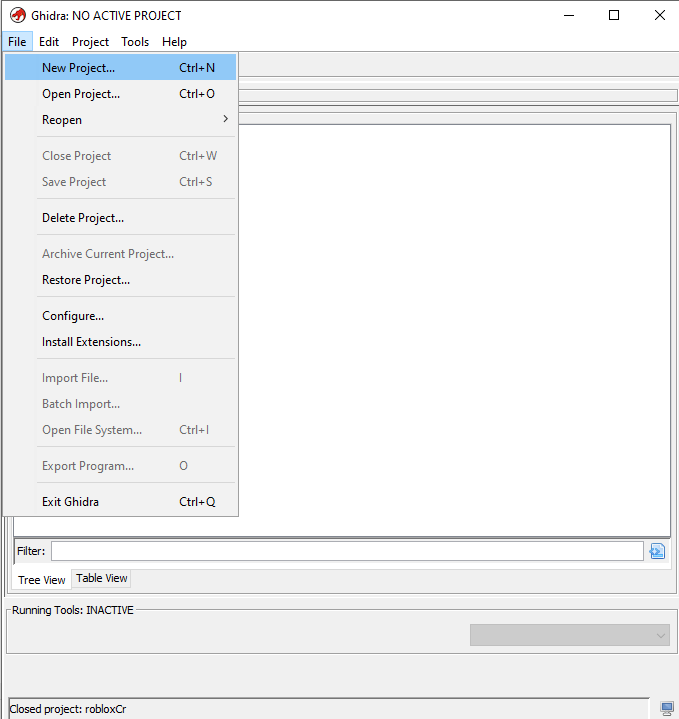 Ghidra: NO ACTIVE PROJECT
File Edit Project Tools Help
New Project... Ctrl+N
Open Project... Ctrl+O
Reopen
Close Project Ctrl+W
Save Project Ctrl+S
Delete Project...
Archive Current Project...
Restore Project...
Configure...
Install Extensions...
Import File... I
Batch Import...
Open File System... Ctrl+I
Export Program... O
Exit Ghidra Ctrl+Q
Filter:
Tree View Table View
Running Tools: INACTIVE
Closed project: robloxCr